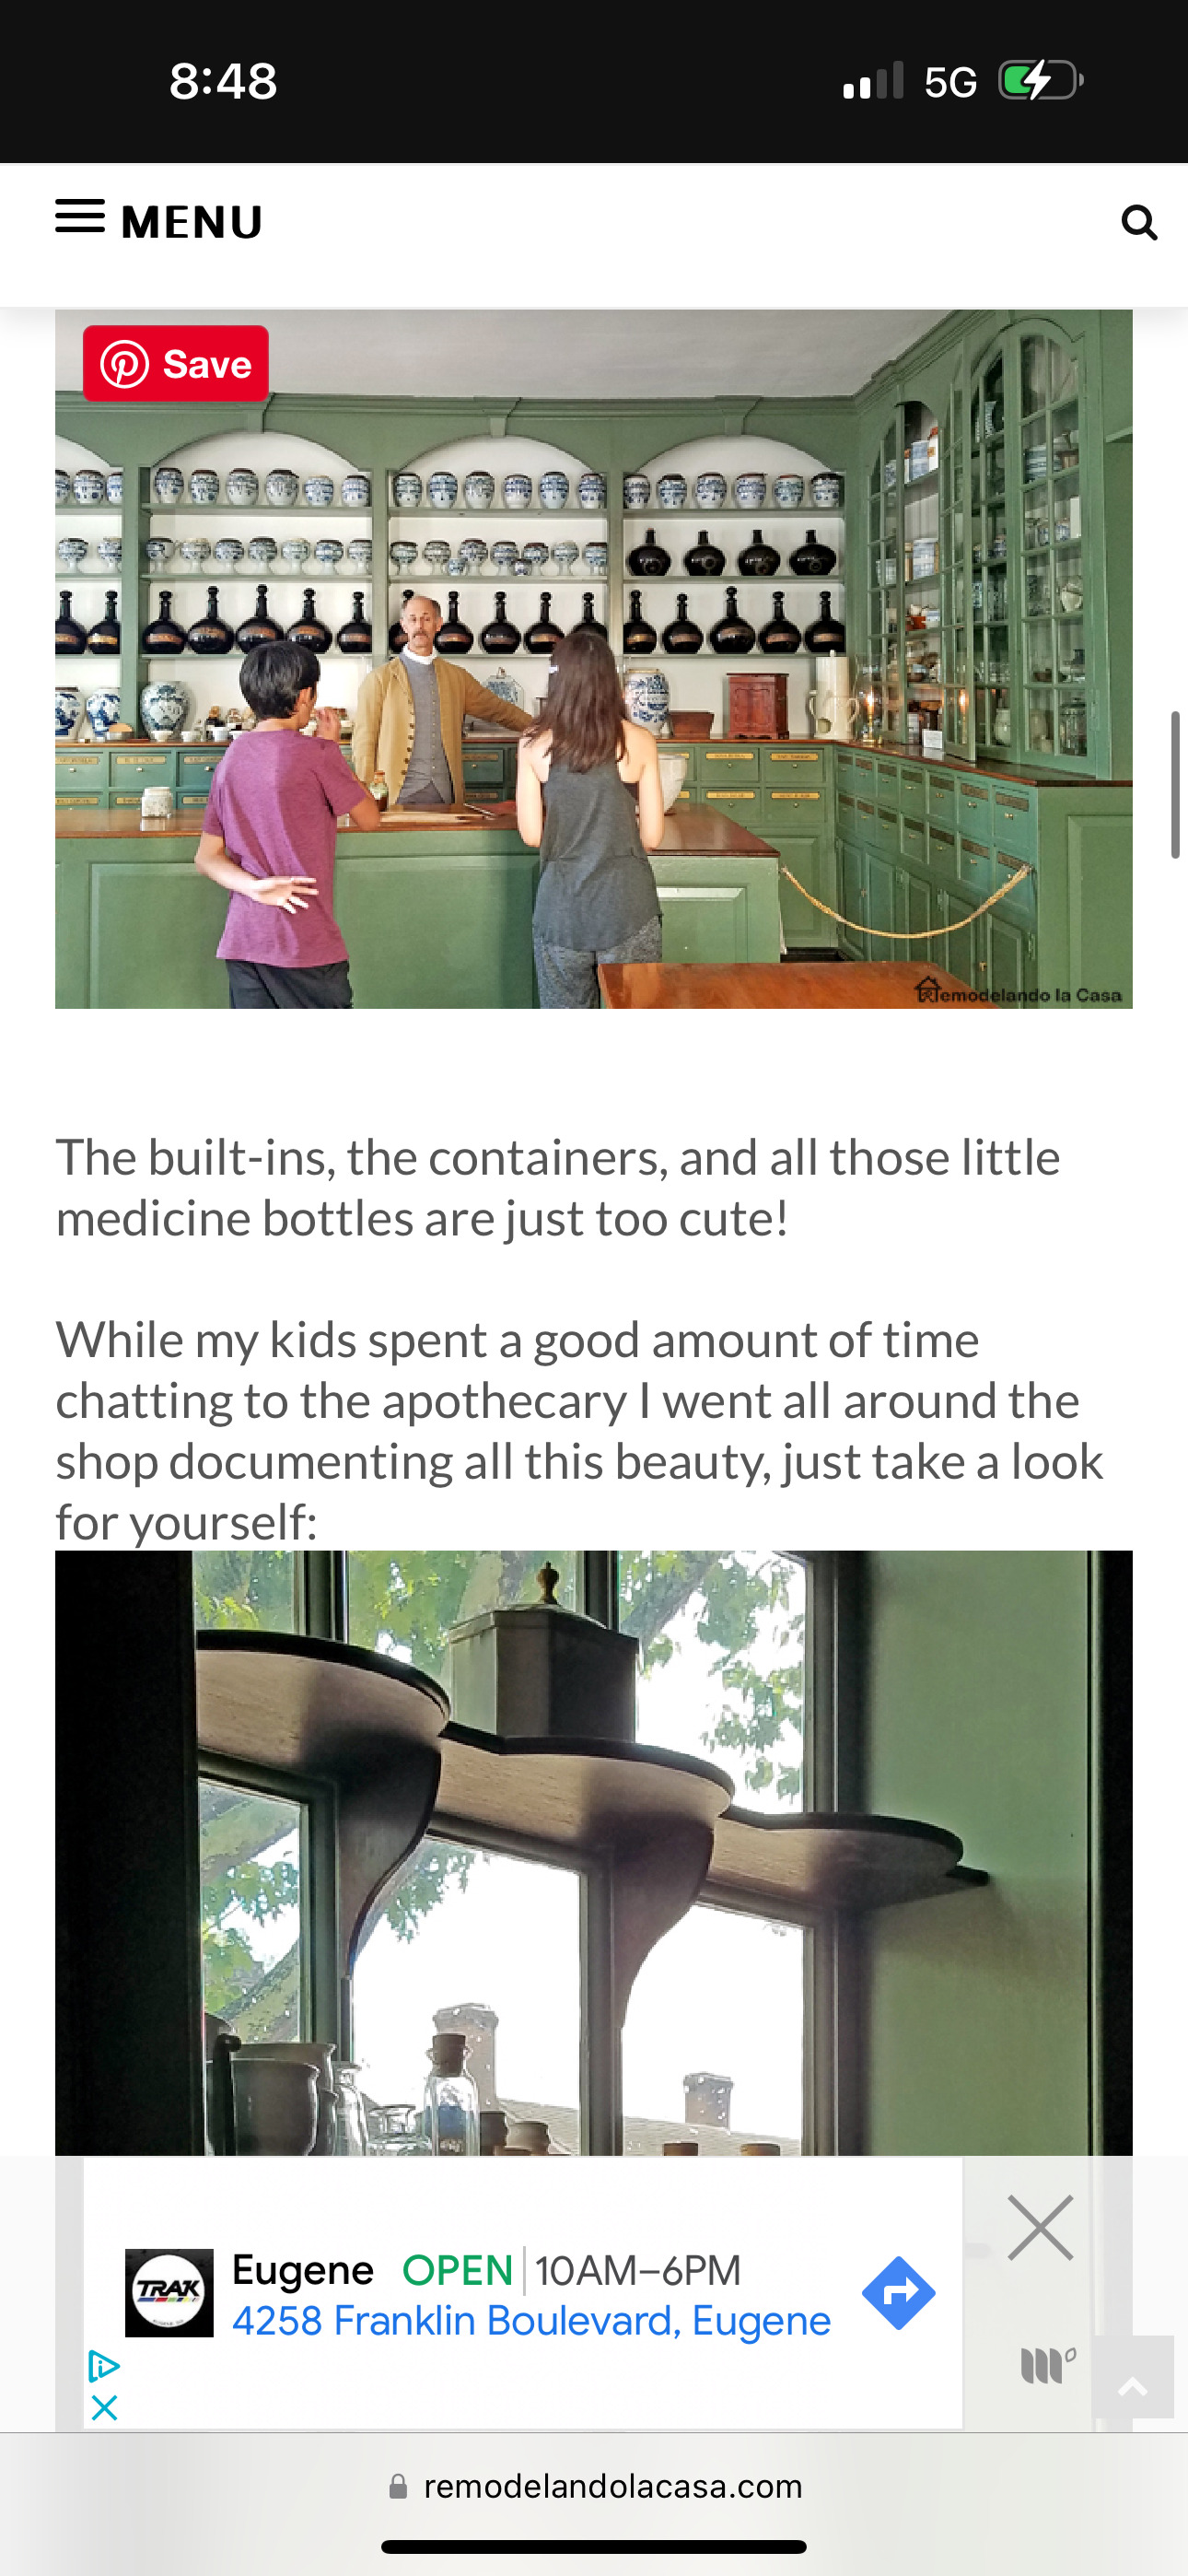 8:48
5G
MENU
Save
Remodelando la Casa
The built-ins, the containers, and all those little
medicine bottles are just too cute!
While my kids spent a good amount of time
chatting to the apothecary I went all around the
shop documenting all this beauty, just take a look
for yourself:
TRAK
Eugene OPEN 10AM–6PM
4258 Franklin Boulevard, Eugene
remodelandolacasa.com